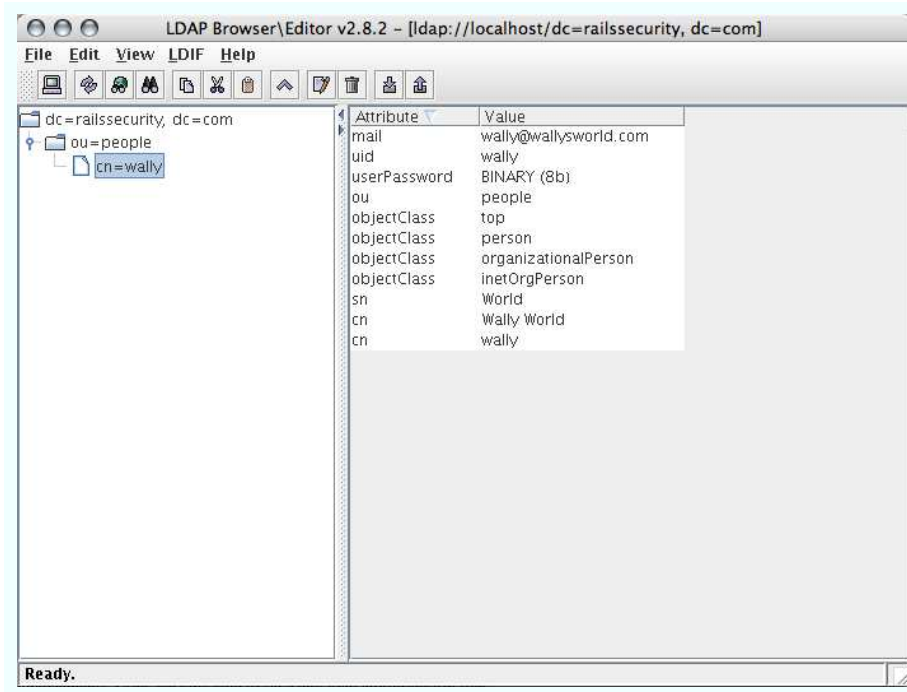 LDAP Browser\Editor v2.8.2 – [ldap://localhost/dc=railssecurity, dc=com]
File Edit View LDIF Help
dc=railssecurity, dc=com
ou=people
cn=wally
Attribute Value
mail wally@wallysworld.com
uid wally
userPassword BINARY (8b)
ou people
objectClass top
objectClass person
objectClass organizationalPerson
objectClass inetOrgPerson
sn World
cn Wally World
cn wally
Ready.